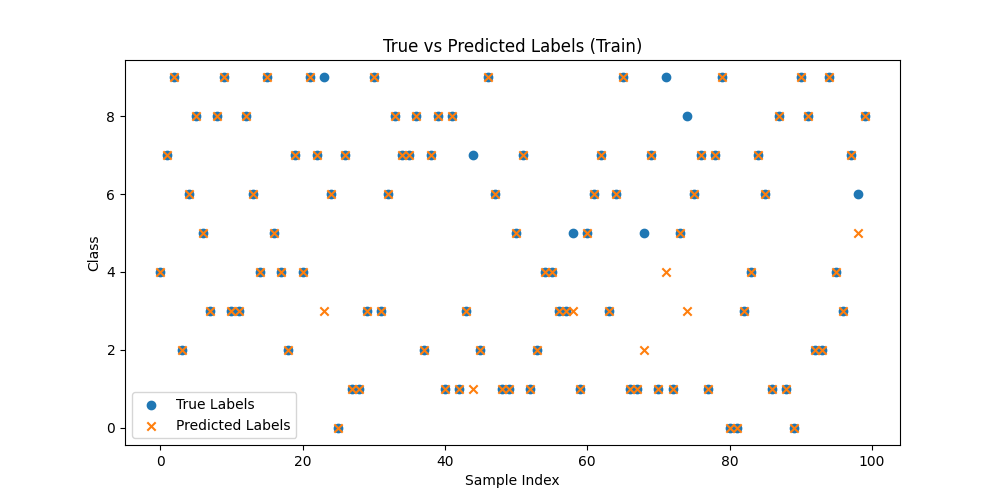 True vs Predicted Labels (Train)
Class
8
6
4
2
0
True Labels
Predicted Labels
0 20 40 60 80 100
Sample Index